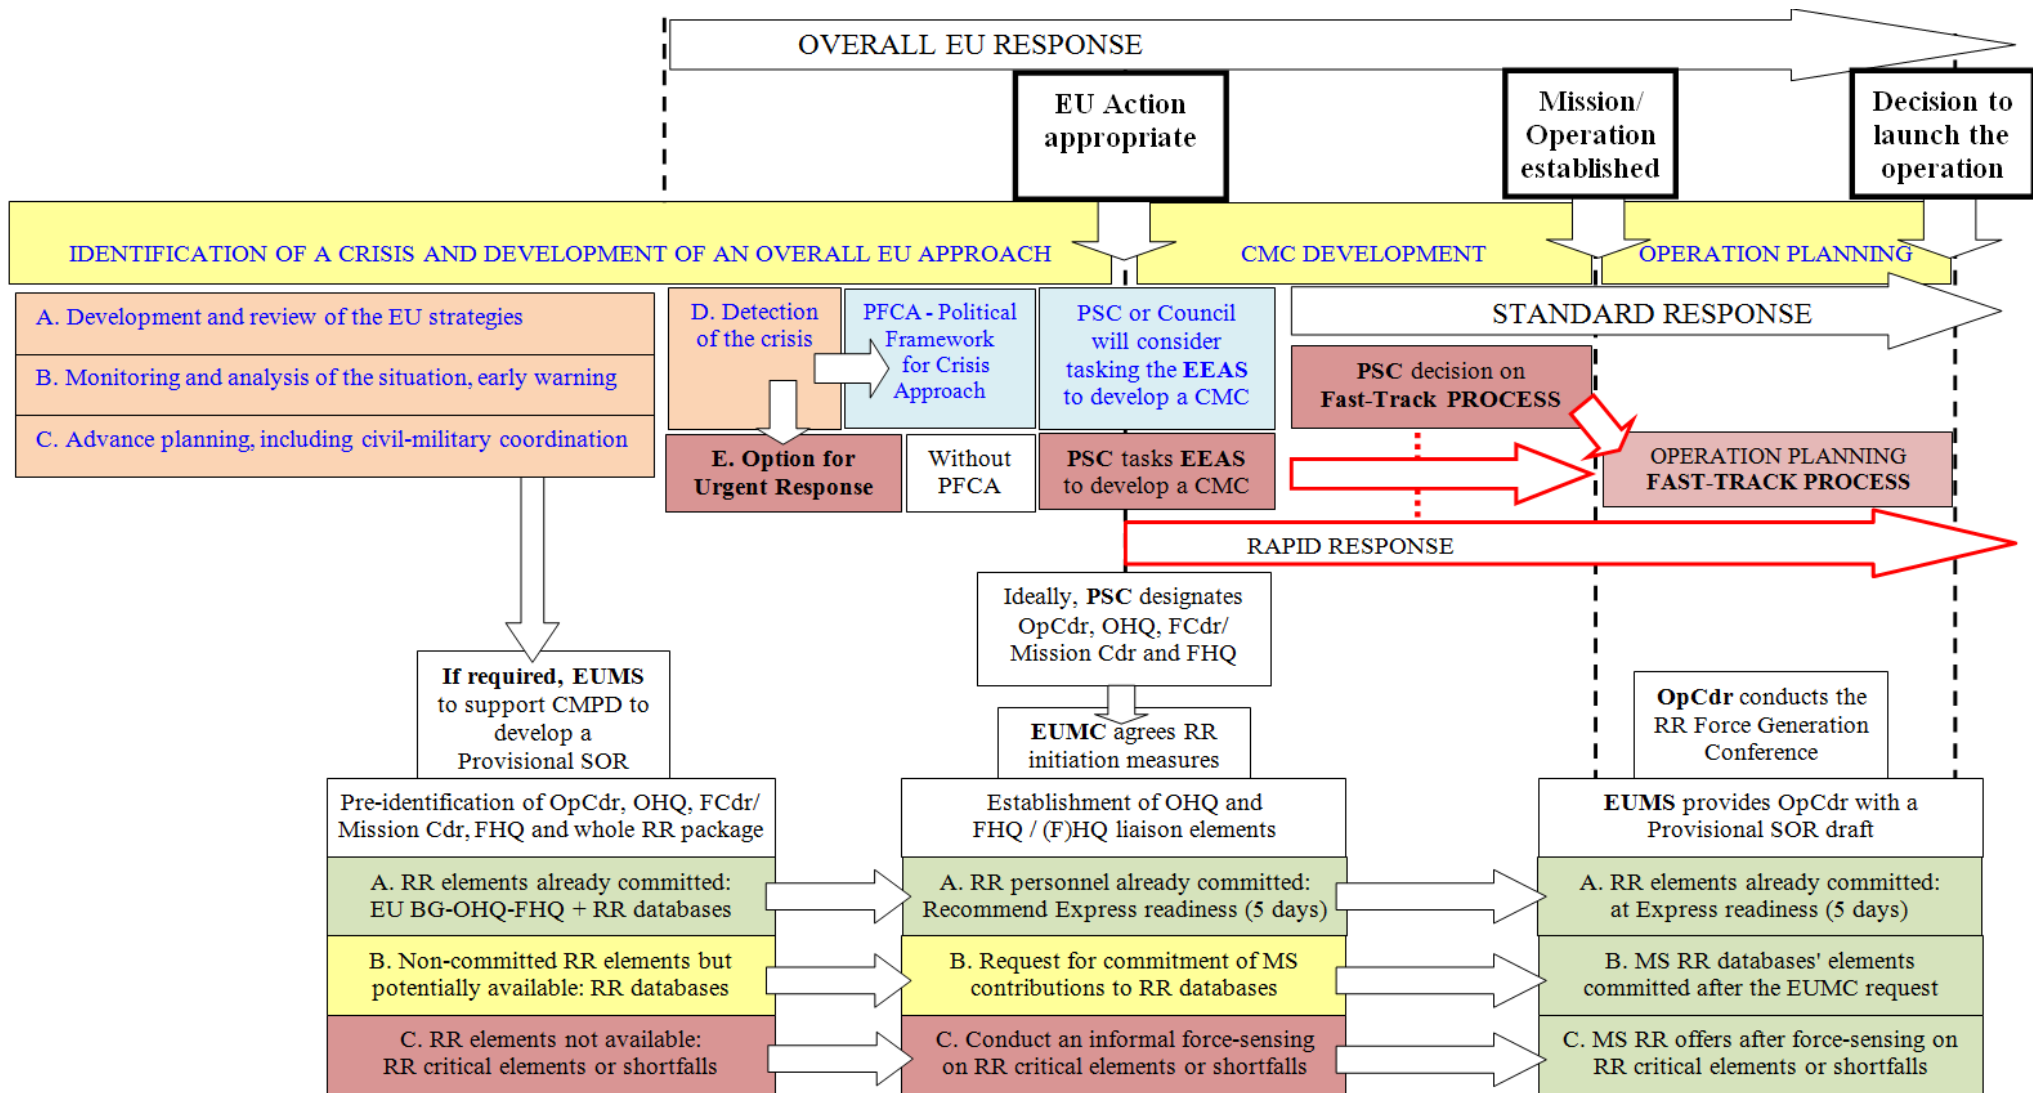 OVERALL EU RESPONSE
EU Action
appropriate
Mission/
Operation
established
Decision to
launch the
operation
IDENTIFICATION OF A CRISIS AND DEVELOPMENT OF AN OVERALL EU APPROACH
CMC DEVELOPMENT
OPERATION PLANNING
A. Development and review of the EU strategies
B. Monitoring and analysis of the situation, early warning
C. Advance planning, including civil-military coordination
D. Detection
of the crisis
PFCA - Political
Framework
for Crisis
Approach
PSC or Council
will consider
tasking the EEAS
to develop a CMC
STANDARD RESPONSE
PSC decision on
Fast-Track PROCESS
E. Option for
Urgent Response
Without
PFCA
PSC tasks EEAS
to develop a CMC
OPERATION PLANNING
FAST-TRACK PROCESS
RAPID RESPONSE
Ideally, PSC designates
OpCdr, OHQ, FCdr/
Mission Cdr and FHQ
If required, EUMS
to support CMPD to
develop a
Provisional SOR
EUMC agrees RR
initiation measures
OpCdr conducts the
RR Force Generation
Conference
Pre-identification of OpCdr, OHQ, FCdr/
Mission Cdr, FHQ and whole RR package
Establishment of OHQ and
FHQ / (F)HQ liaison elements
EUMS provides OpCdr with a
Provisional SOR draft
A. RR elements already committed:
EU BG-OHQ-FHQ + RR databases
A. RR personnel already committed:
Recommend Express readiness (5 days)
A. RR elements already committed:
at Express readiness (5 days)
B. Non-committed RR elements but
potentially available: RR databases
B. Request for commitment of MS
contributions to RR databases
B. MS RR databases' elements
committed after the EUMC request
C. RR elements not available:
RR critical elements or shortfalls
C. Conduct an informal force-sensing
on RR critical elements or shortfalls
C. MS RR offers after force-sensing on
RR critical elements or shortfalls